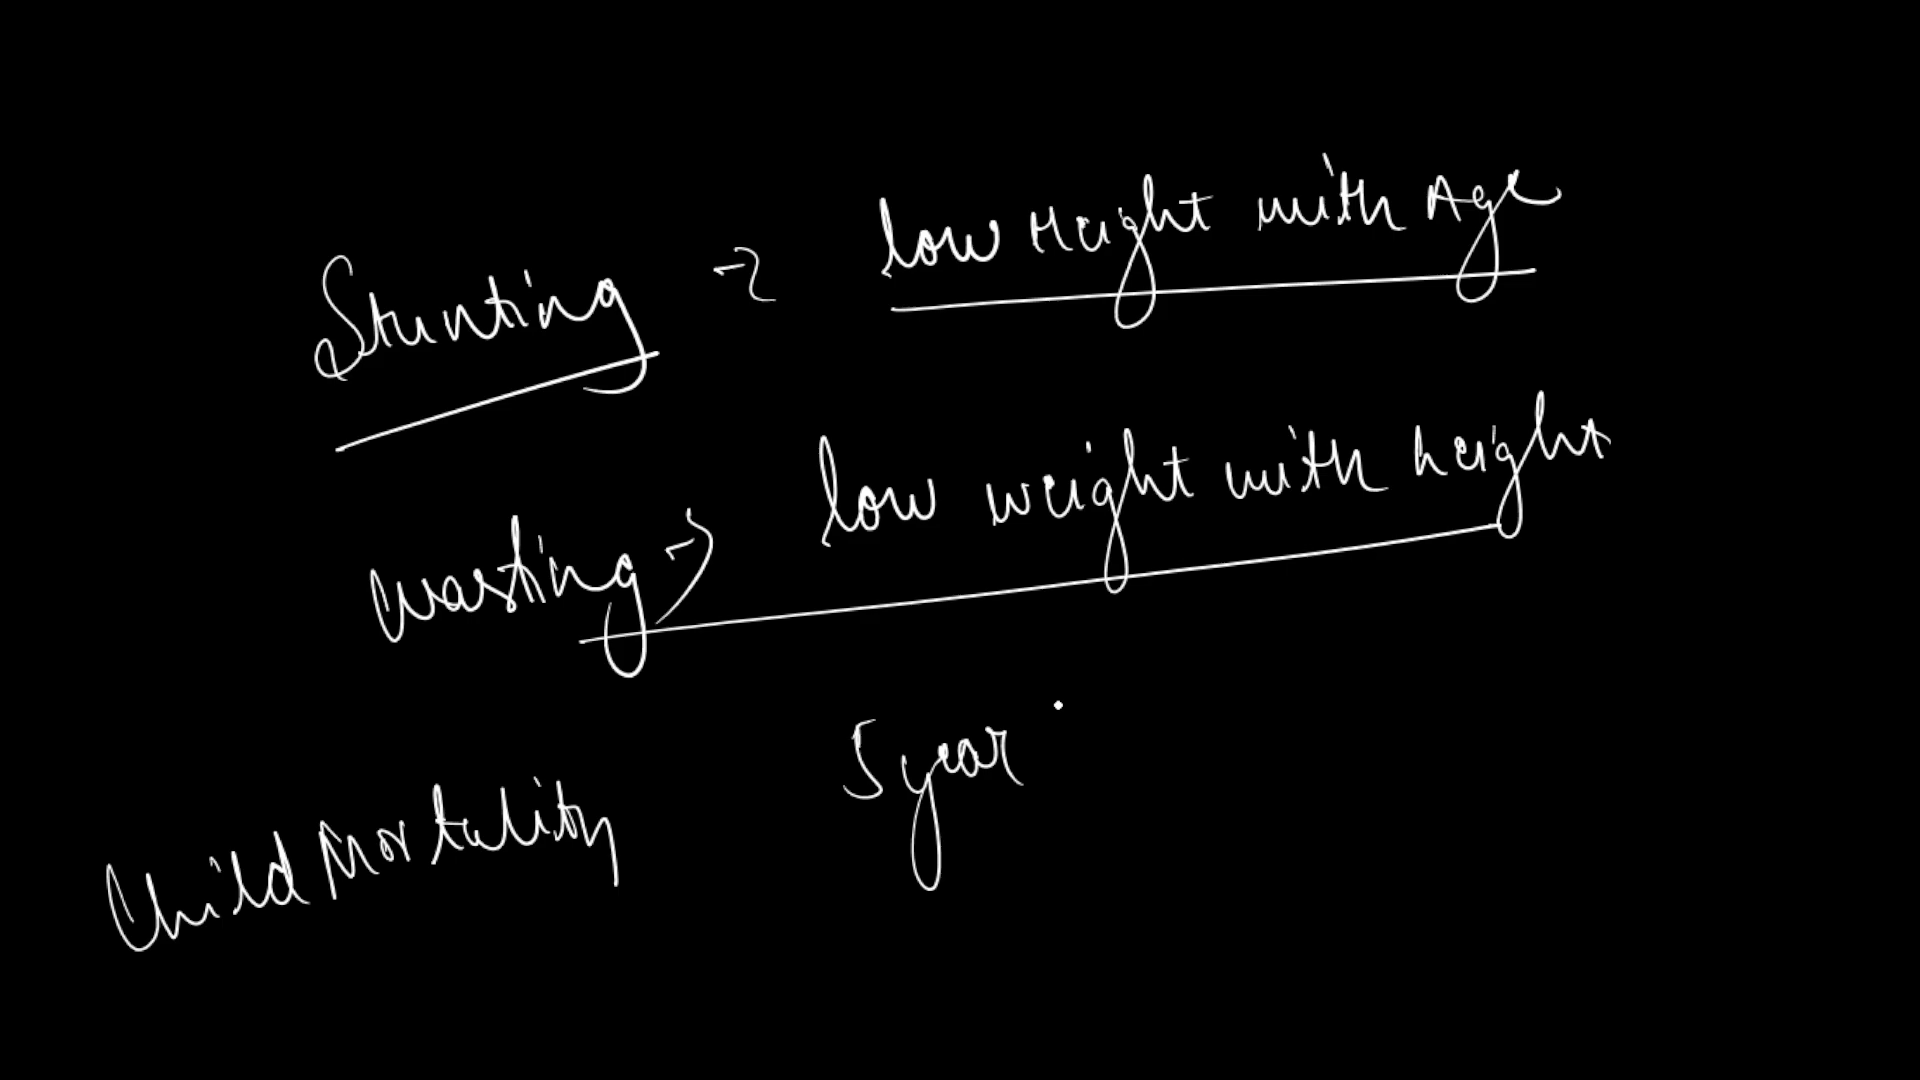 Stunting → low Height with Age
wasting → low weight with height
Child Mortality 5 year